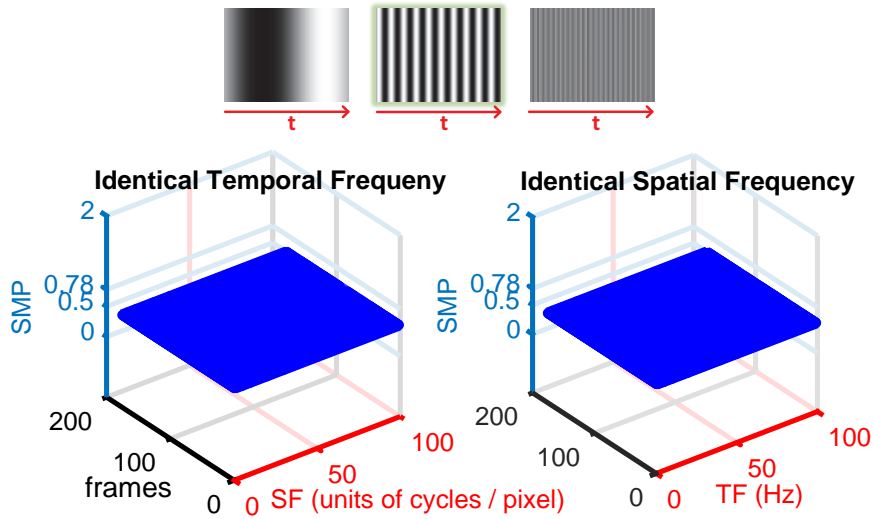 t
t
t
Identical Temporal Frequeny
2
0.78
0.5
0
SMP
200
100
0
frames
0
50
100
SF (units of cycles / pixel)
Identical Spatial Frequency
2
0.78
0.5
0
SMP
200
100
0
0
50
100
TF (Hz)